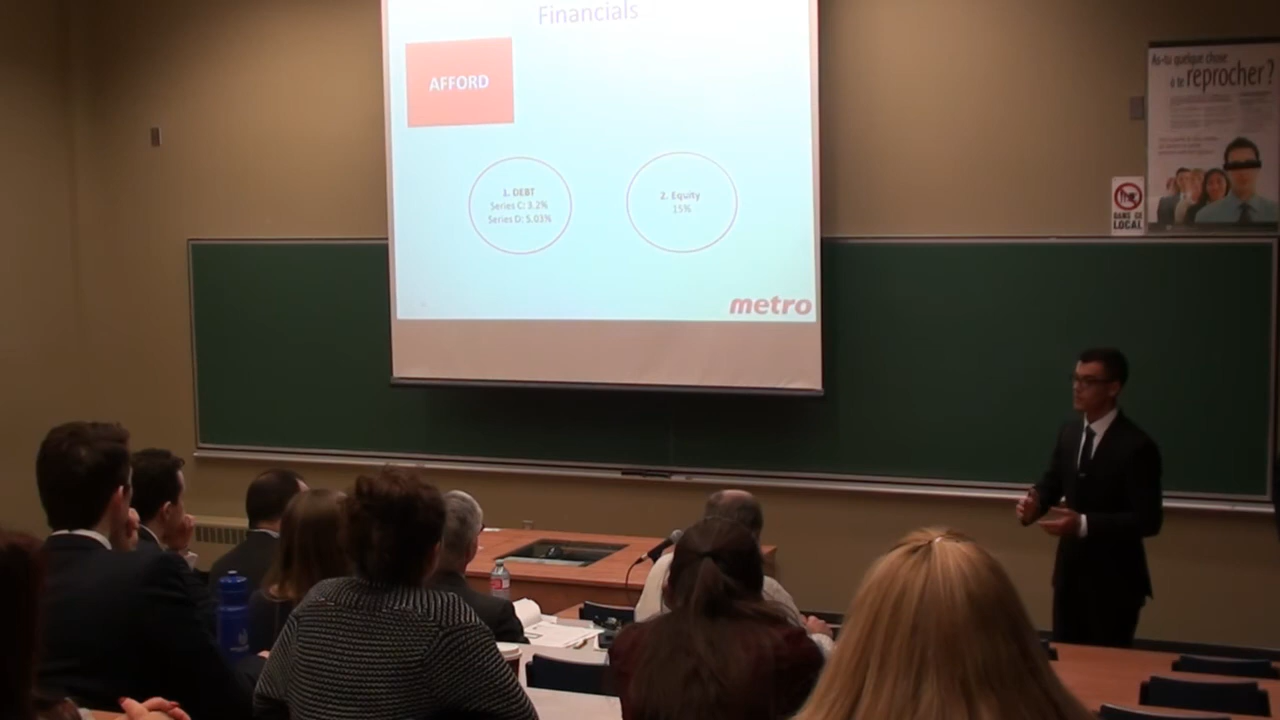 Financials
AFFORD
1. DEBT
Series C: 3.2%
Series D: 5.03%
2. Equity
15%
metro
As-tu quelque chose
à te reprocher?
DANS CE
LOCAL